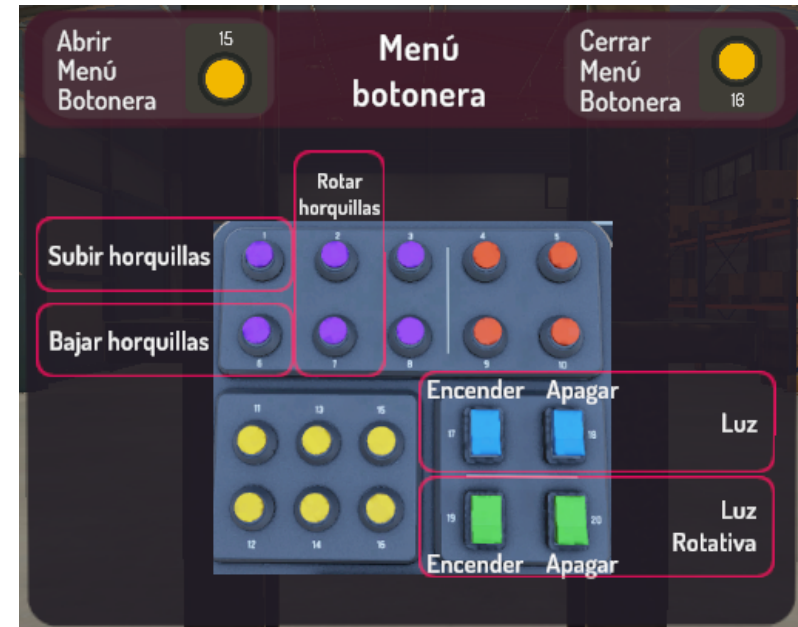 Abrir
Menú
Botonera
15
Menú
botonera
Cerrar
Menú
Botonera
16
Rotar
horquillas
Subir horquillas
1
2
3
4
5
Bajar horquillas
6
7
8
9
10
Encender Apagar
11 13 15
17
18
Luz
19
20
Luz
Rotativa
12 14 16
Encender Apagar